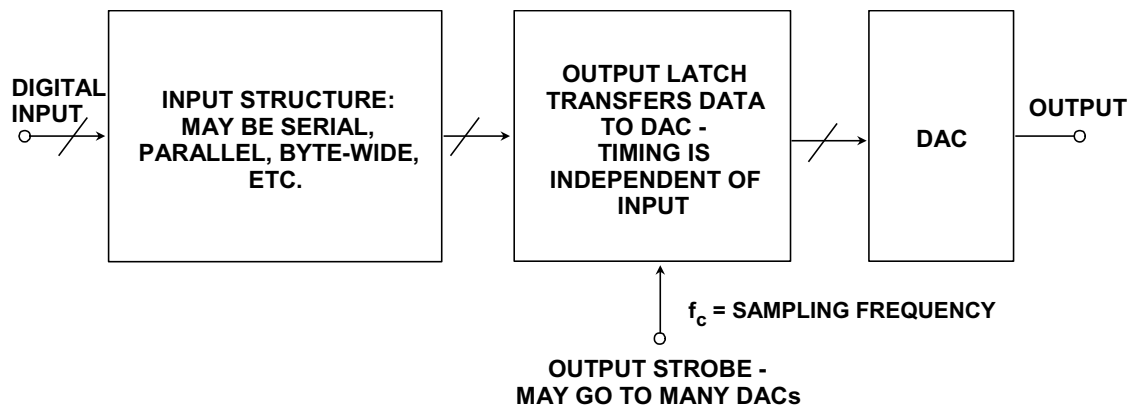 DIGITAL
INPUT
INPUT STRUCTURE:
MAY BE SERIAL,
PARALLEL, BYTE-WIDE,
ETC.
OUTPUT LATCH
TRANSFERS DATA
TO DAC -
TIMING IS
INDEPENDENT OF
INPUT
DAC
OUTPUT
fc = SAMPLING FREQUENCY
OUTPUT STROBE -
MAY GO TO MANY DACs